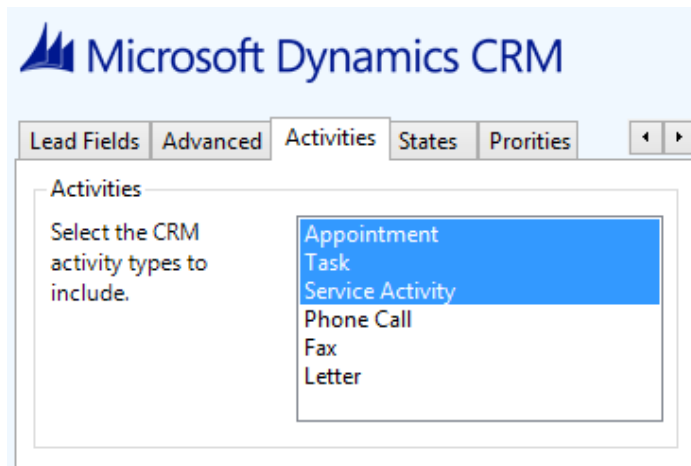 Microsoft Dynamics CRM
Lead Fields Advanced Activities States Prorities
Activities
Select the CRM
activity types to
include.
Appointment
Task
Service Activity
Phone Call
Fax
Letter